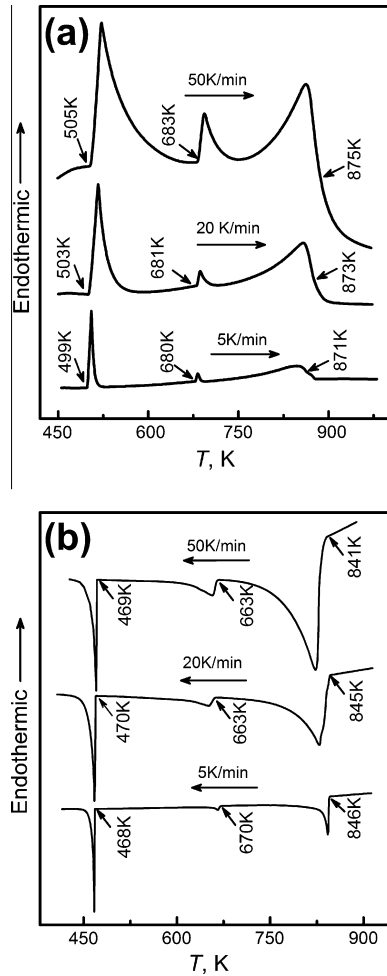 (a)
50K/min
505K
683K
875K
20 K/min
503K
681K
873K
5K/min
499K
680K
871K
Endothermic
450 600 750 900
T, K
(b)
50K/min
841K
469K
663K
20K/min
845K
470K
663K
5K/min
846K
468K
670K
Endothermic
450 600 750 900
T, K